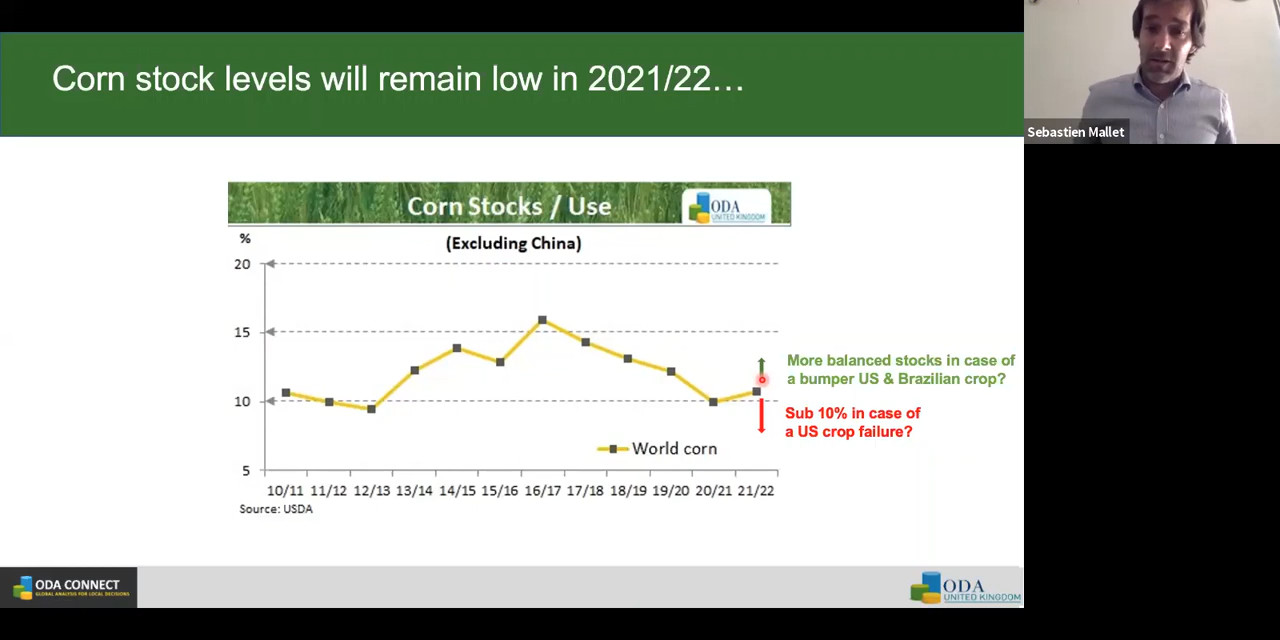 Corn stock levels will remain low in 2021/22…
Sebastien Mallet
Corn Stocks / Use
ODA
UNITED KINGDOM
%
(Excluding China)
20
15
10
5
More balanced stocks in case of
a bumper US & Brazilian crop?
Sub 10% in case of
a US crop failure?
World corn
10/11 11/12 12/13 13/14 14/15 15/16 16/17 17/18 18/19 19/20 20/21 21/22
Source: USDA
ODA CONNECT
GLOBAL ANALYSIS FOR LOCAL DECISIONS
ODA
UNITED KINGDOM